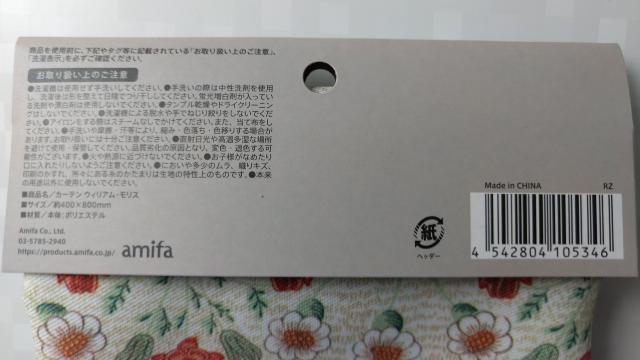 商品を使用前に、下記やタグ等に記載されている「お取り扱い上のご注意」、
「洗濯表示」を必ずご確認ください。
お取り扱い上のご注意
●洗濯機は使用せず手洗いしてください。●手洗いの際は中性洗剤を使用
し、洗濯後は形を整えて日陰でつり干ししてください。蛍光増白剤が入ってい
る洗剤や漂白剤は使用しないでください。●タンブル乾燥やドライクリーニン
グはしないでください。●洗濯機による脱水や手でねじり絞りをしないでくだ
さい。●アイロンをする際はスチームなしでかけてください。また、当て布をし
てください。●手洗いや摩擦・汗等により、縮み・色落ち・色移りする場合が
あります。お取り扱いには十分ご注意ください。●直射日光や高温多湿な場所
を避けて使用・保管してください。品質劣化の原因となり、変色・退色する可
能性がございます。●火や熱源に近づけないでください。●お子様がなめたり
口に入れたりしないようご注意ください。●においや多少のムラ、織りキズ、
印刷のかすれ、所々にある糸のかたまりは生地の特性上のものです。●本来
の用途以外に使用しないでください。
■商品名/カーテン ウィリアム・モリス
■サイズ/約400×800mm
■材質/本体:ポリエステル
Amifa Co., Ltd.
03-5785-2940
https://products.amifa.co.jp/ amifa
紙
ヘッダー
Made in CHINA RZ
4 542804 105346